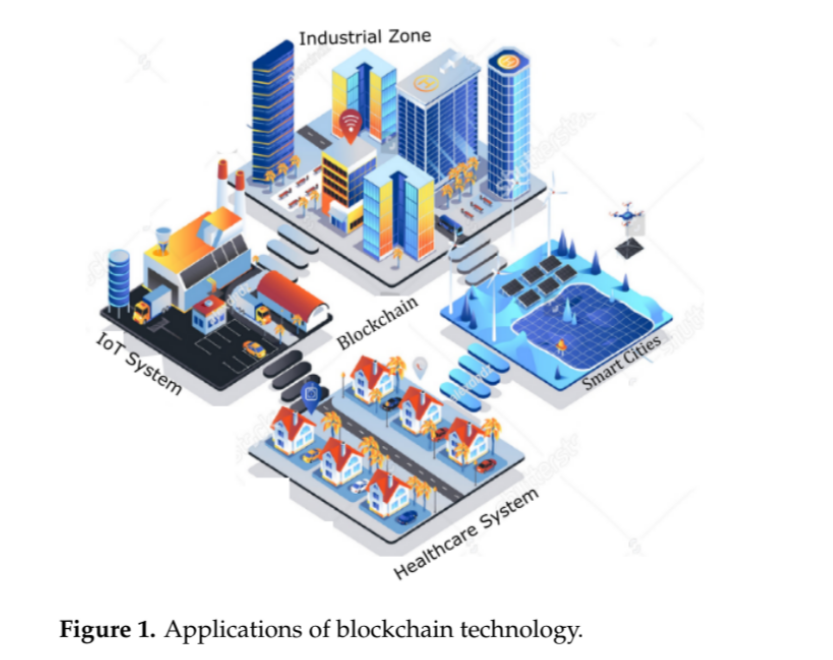 Industrial Zone
IoT System
Blockchain
Smart Cities
Healthcare System
Figure 1. Applications of blockchain technology.